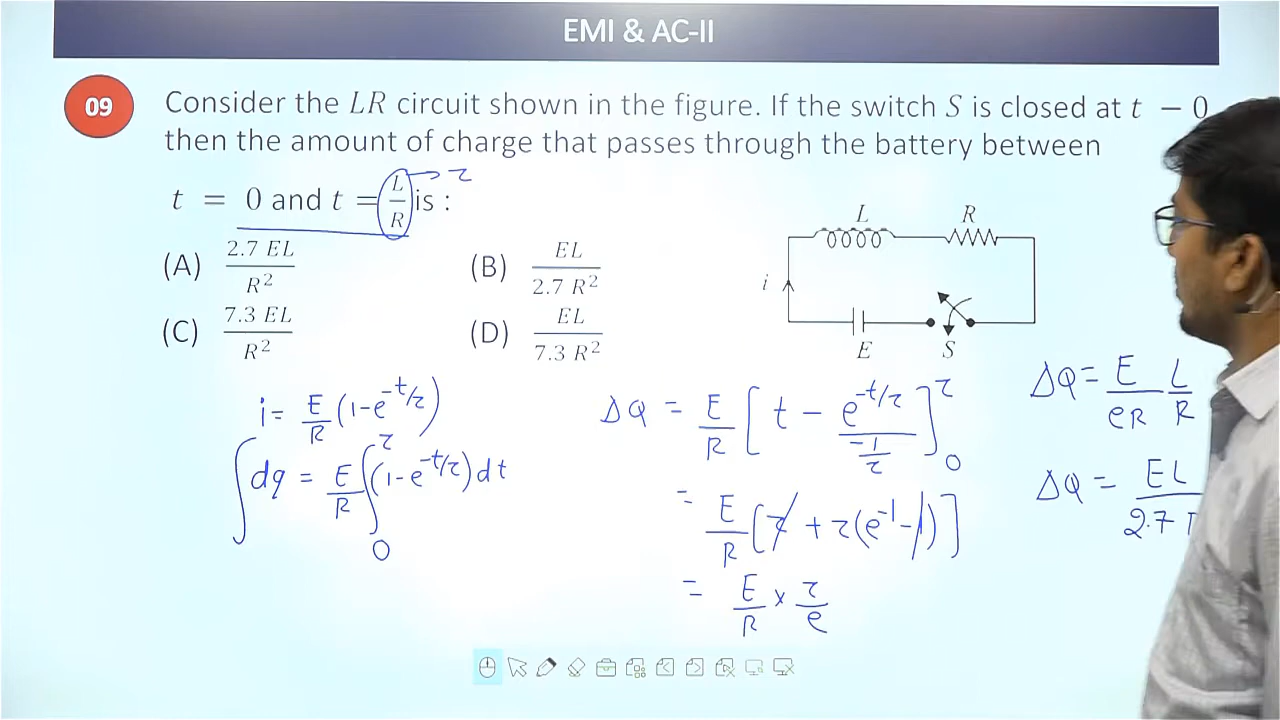 EMI & AC-II
09
Consider the LR circuit shown in the figure. If the switch S is closed at t − 0
then the amount of charge that passes through the battery between
t = 0 and t = L/R is :
→ τ
(A) 2.7 EL / R²
(B) EL / 2.7 R²
(C) 7.3 EL / R²
(D) EL / 7.3 R²
L R
i
E S
i = E/R (1-e^{-t/τ})
∫dq = E/R ∫_0^τ (1-e^{-t/τ}) dt
ΔQ = E/R [t - e^{-t/τ} / (-1/τ)]_0^τ
= E/R [τ + τ(e^{-1} - 1)]
= E/R × τ/e
ΔQ = E/eR L/R
ΔQ = EL / 2.7